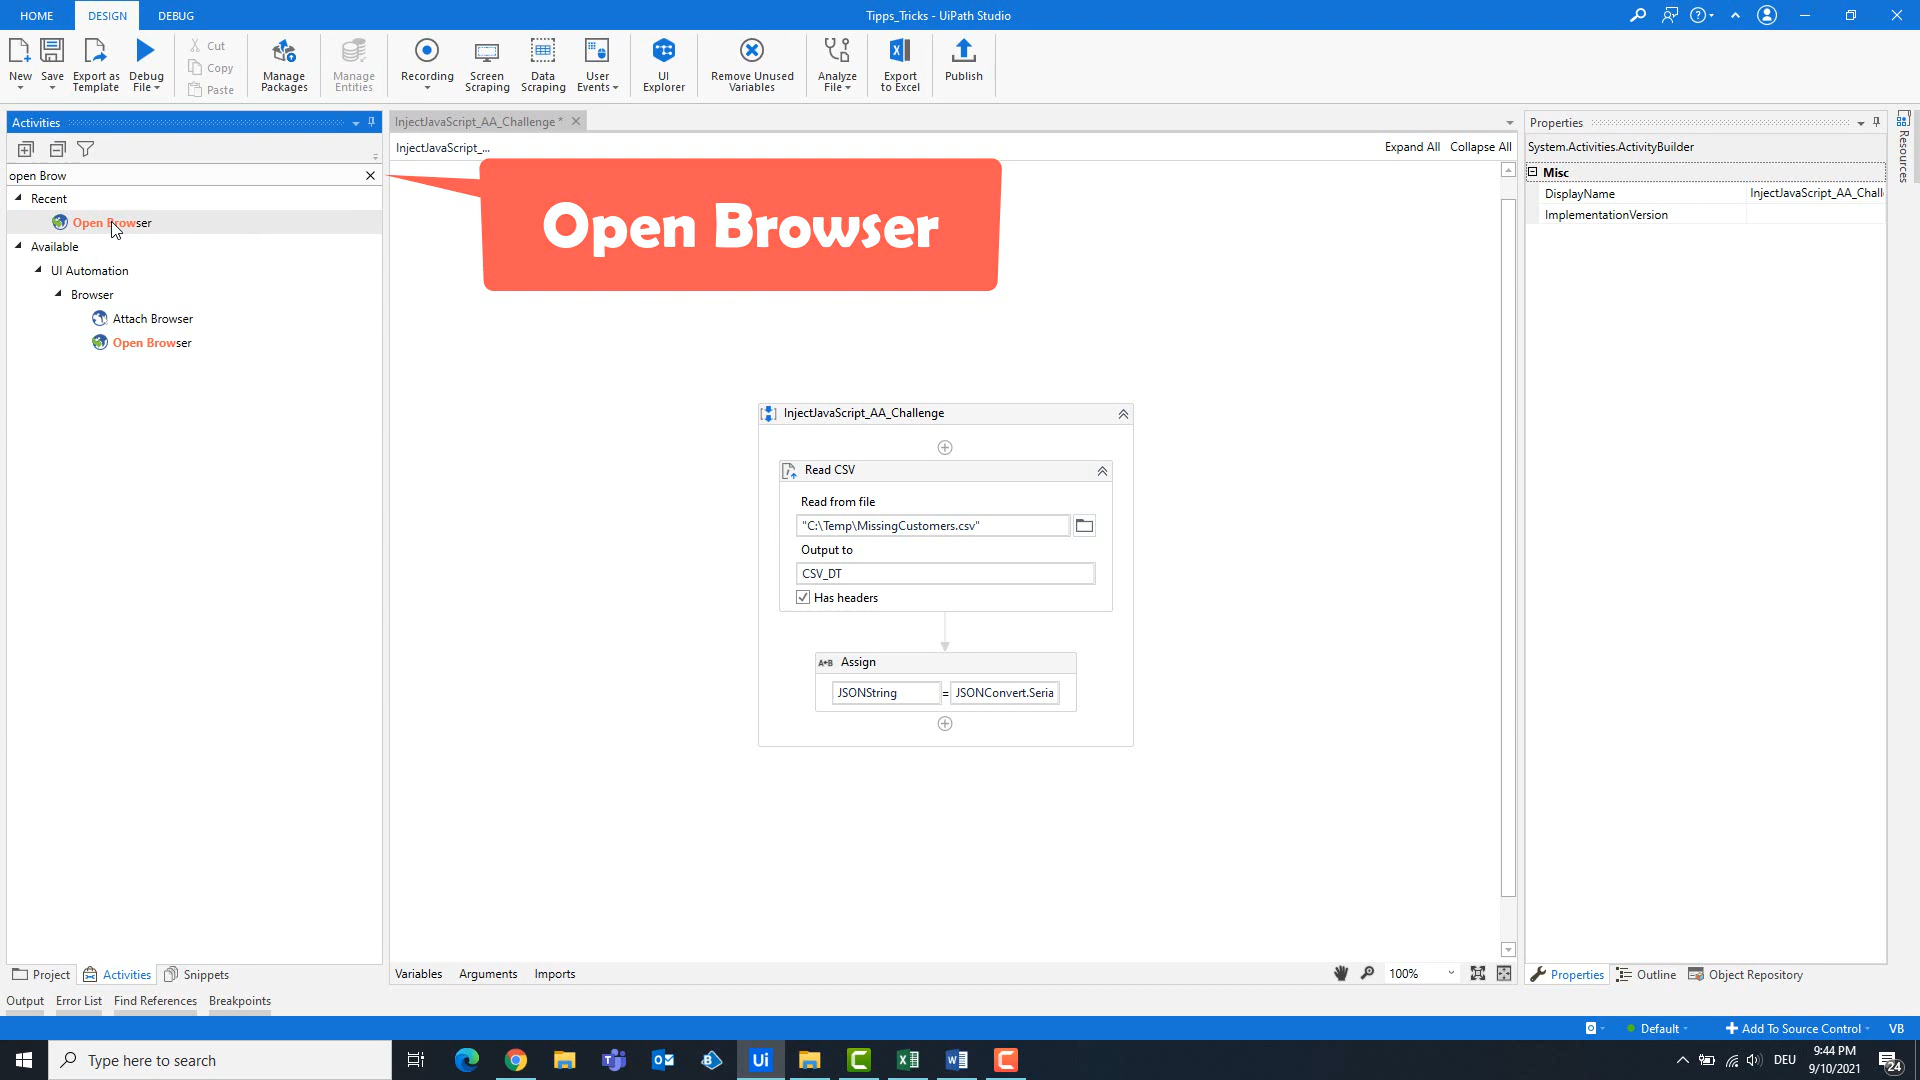 HOME
DESIGN
DEBUG
Tipps_Tricks - UiPath Studio
New
Save
Export as
Template
Debug
File
Cut
Copy
Paste
Manage
Packages
Manage
Entities
Recording
Screen
Scraping
Data
Scraping
User
Events
UI
Explorer
Remove Unused
Variables
Analyze
File
Export
to Excel
Publish
Activities
open Brow
Recent
Open Browser
Available
UI Automation
Browser
Attach Browser
Open Browser
InjectJavaScript_AA_Challenge *
InjectJavaScript_...
Expand All
Collapse All
Open Browser
InjectJavaScript_AA_Challenge
Read CSV
Read from file
"C:\Temp\MissingCustomers.csv"
Output to
CSV_DT
Has headers
A*B Assign
JSONString = JSONConvert.Seria
Properties
System.Activities.ActivityBuilder
Misc
DisplayName InjectJavaScript_AA_Chall
ImplementationVersion
Resources
Project
Activities
Snippets
Variables
Arguments
Imports
100%
Properties
Outline
Object Repository
Output
Error List
Find References
Breakpoints
Default
Add To Source Control
VB
Type here to search
Ui
DEU
9:44 PM
9/10/2021
24